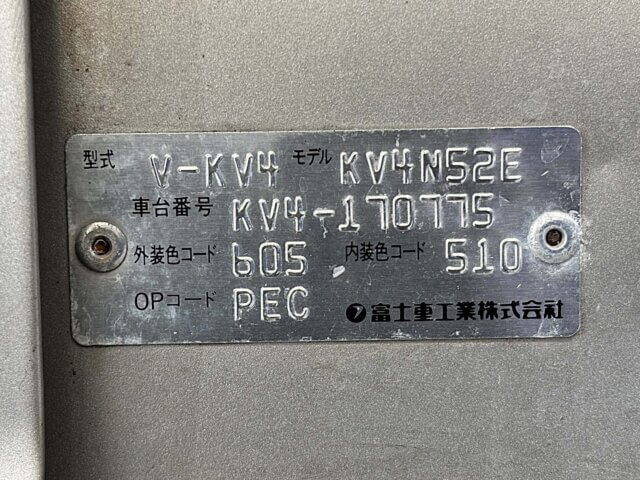 型式 V-KV4 モデル KV4N52E
車台番号 KV4-170775
外装色コード 605 内装色コード 510
OPコード PEC 富士重工業株式会社